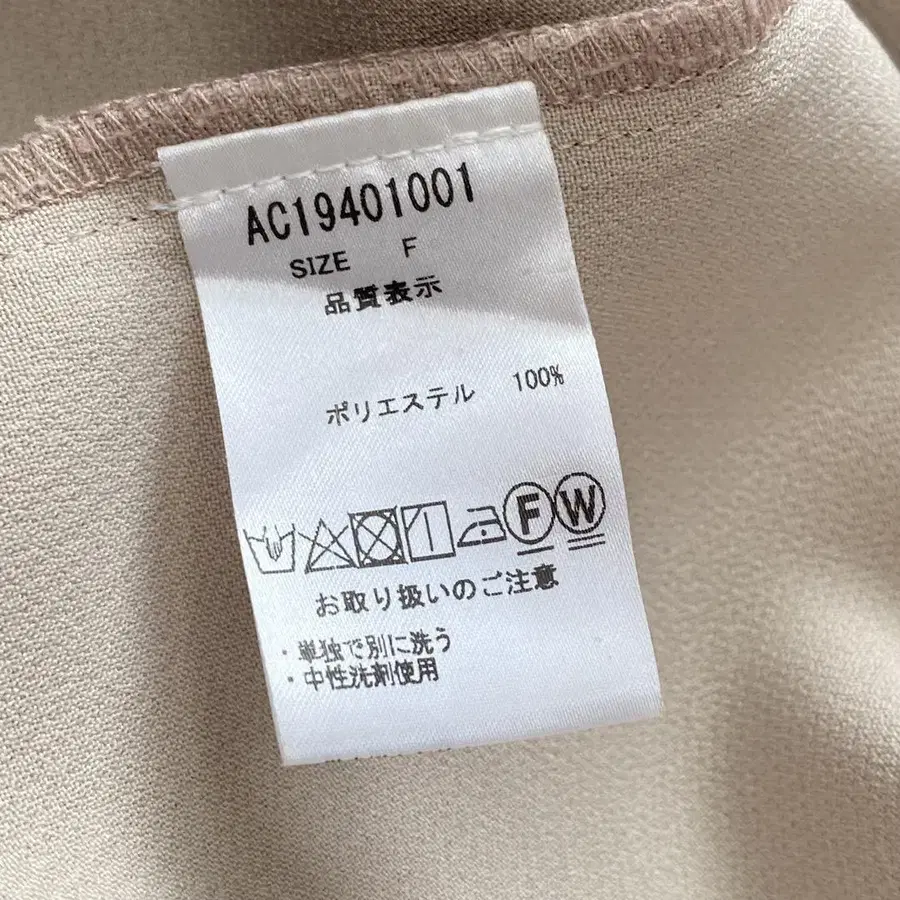 AC19401001
SIZE F
品質表示
ポリエステル 100%
F W
お取り扱いのご注意
・単独で別に洗う
・中性洗剤使用